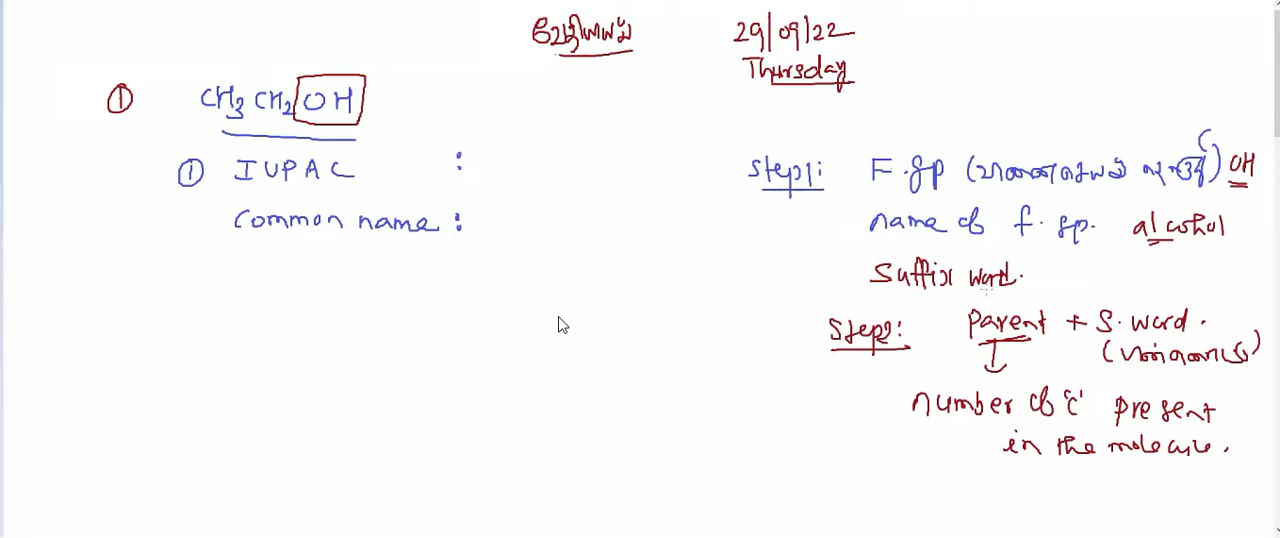 வேதியியல்
29/09/22
Thursday
① CH3 CH2 OH
① IUPAC :
Common name :
Step1: F.gp ( ) OH
name of f.gp. alcohol
Suffix word.
Step2: Parent + S. word.
number of "C" present
in the molecule.